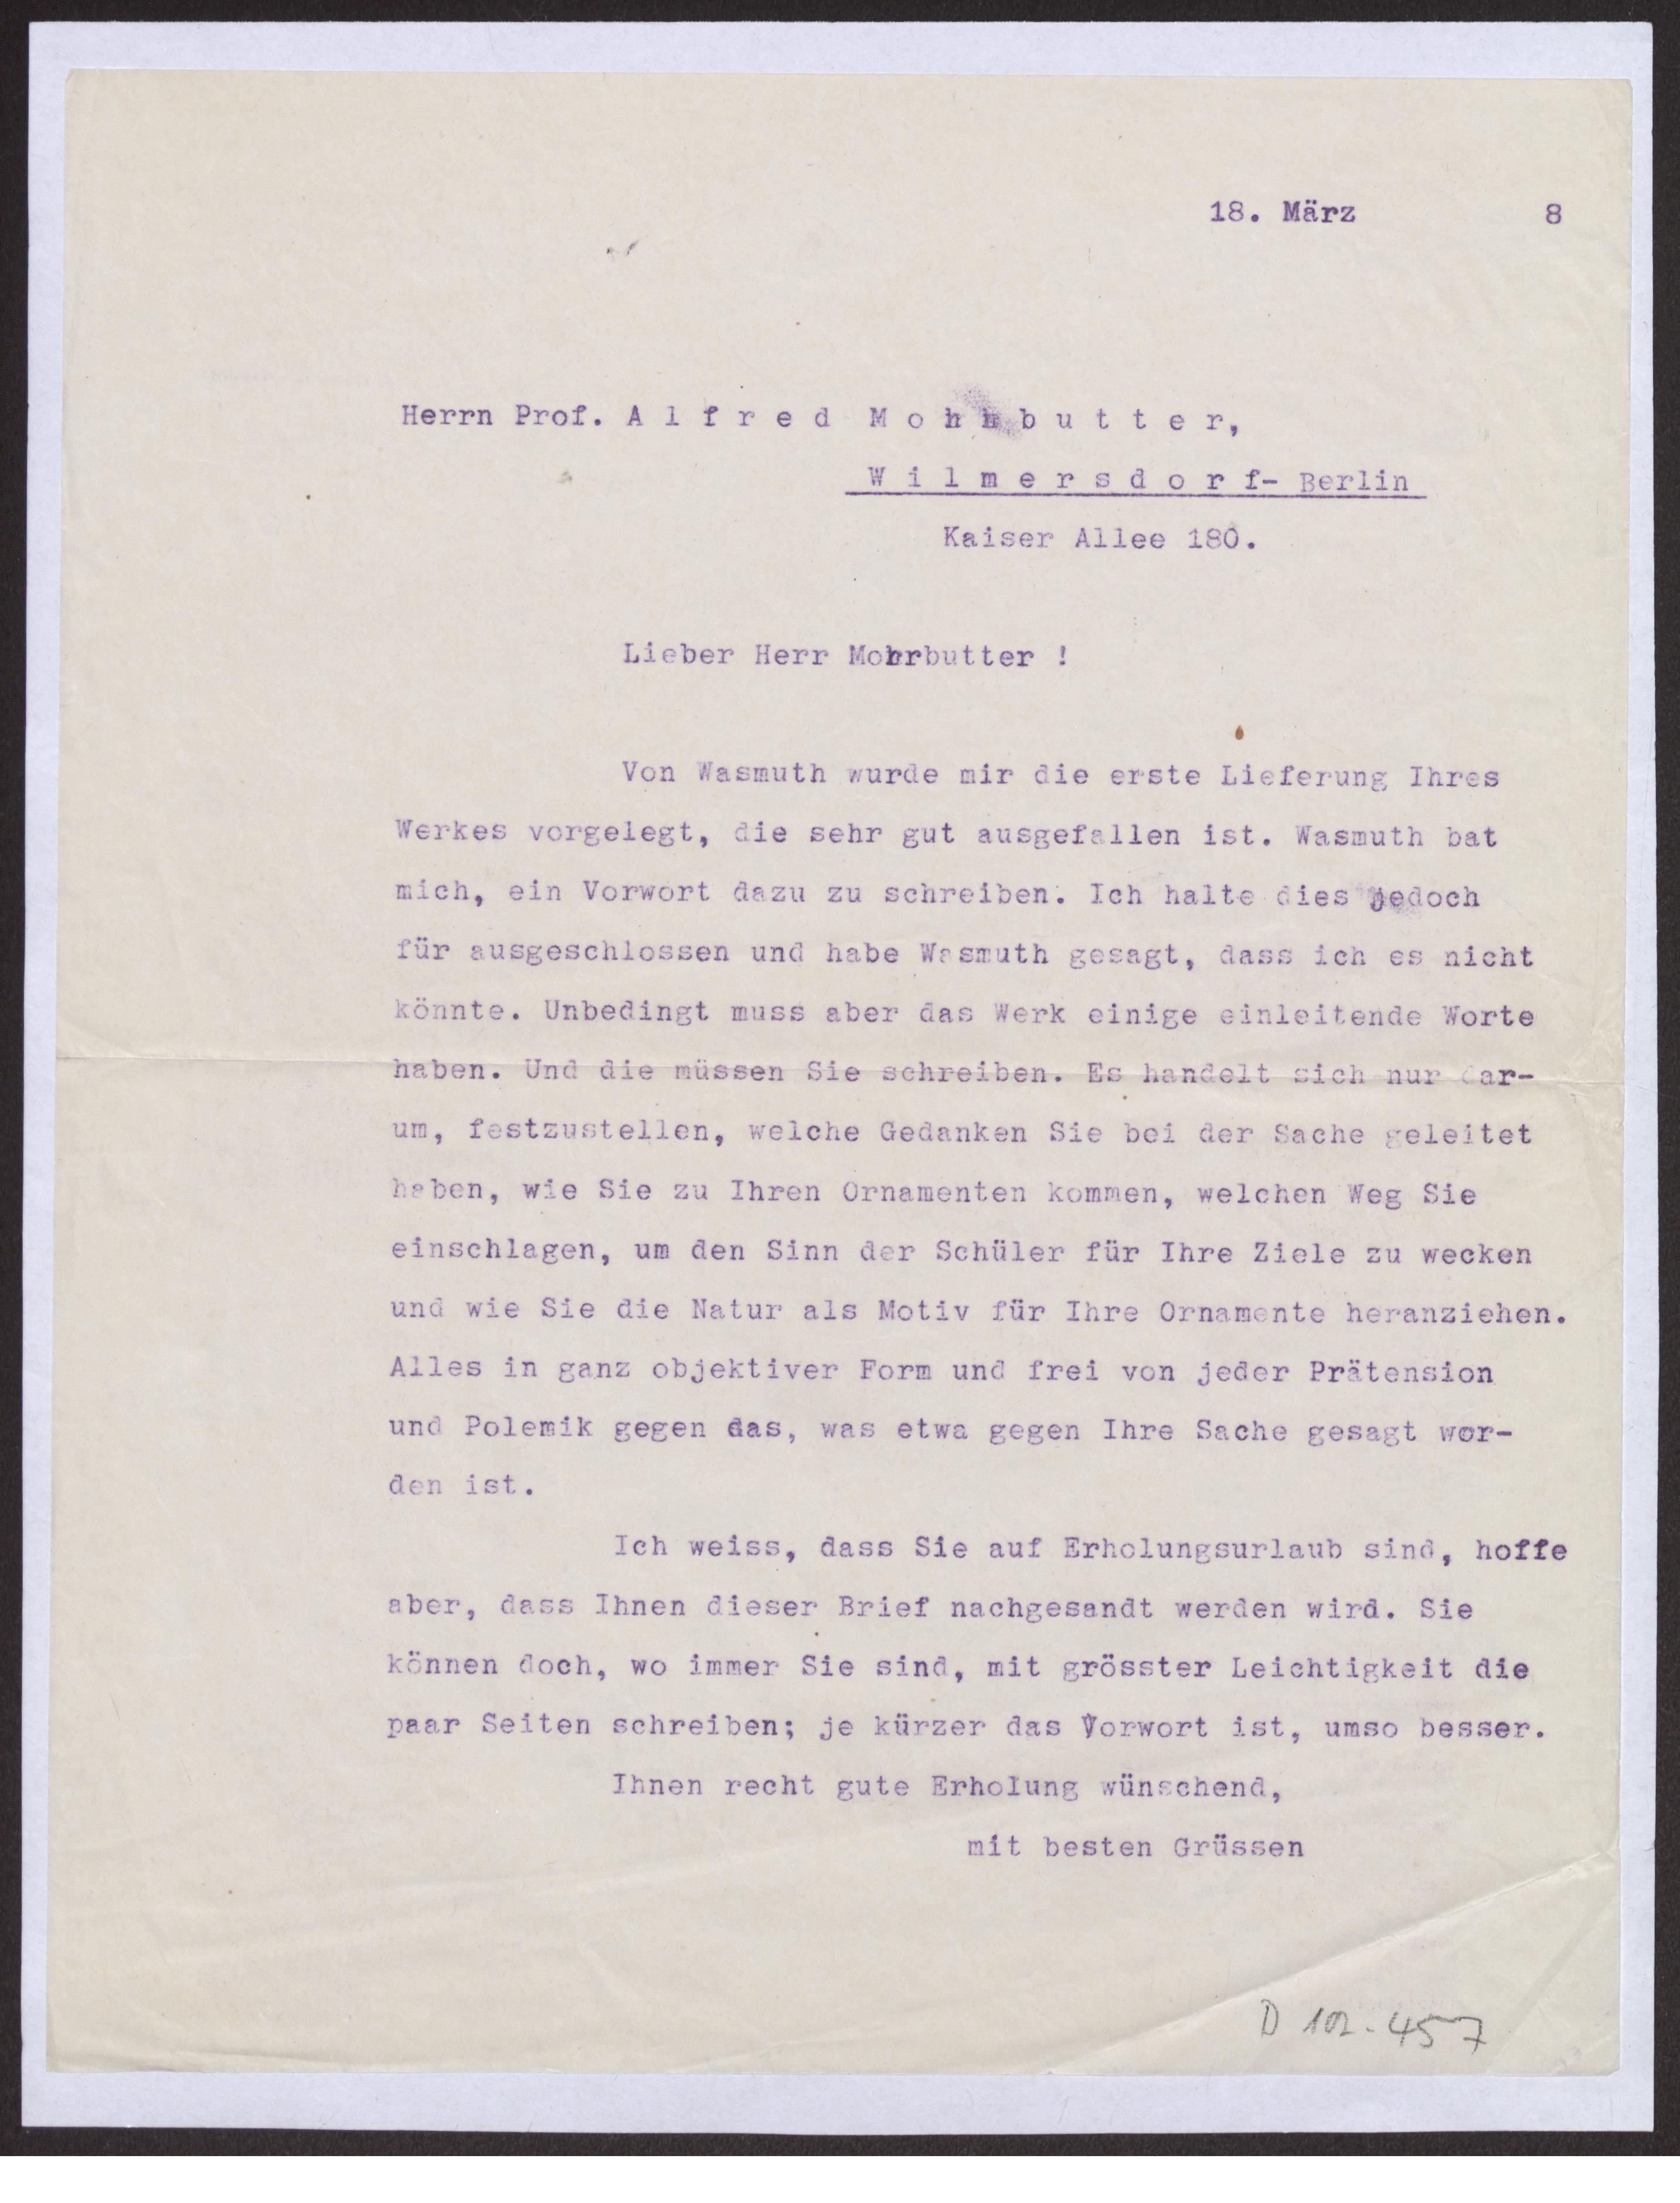 18. März 8
Herrn Prof. A l f r e d M o h r b u t t e r,
W i l m e r s d o r f- Berlin
Kaiser Allee 180.
Lieber Herr Mohrbutter !
Von Wasmuth wurde mir die erste Lieferung Ihres
Werkes vorgelegt, die sehr gut ausgefallen ist. Wasmuth bat
mich, ein Vorwort dazu zu schreiben. Ich halte dies jedoch
für ausgeschlossen und habe Wasmuth gesagt, dass ich es nicht
könnte. Unbedingt muss aber das Werk einige einleitende Worte
haben. Und die müssen Sie schreiben. Es handelt sich nur dar-
um, festzustellen, welche Gedanken Sie bei der Sache geleitet
haben, wie Sie zu Ihren Ornamenten kommen, welchen Weg Sie
einschlagen, um den Sinn der Schüler für Ihre Ziele zu wecken
und wie Sie die Natur als Motiv für Ihre Ornamente heranziehen.
Alles in ganz objektiver Form und frei von jeder Prätension
und Polemik gegen das, was etwa gegen Ihre Sache gesagt wor-
den ist.
Ich weiss, dass Sie auf Erholungsurlaub sind, hoffe
aber, dass Ihnen dieser Brief nachgesandt werden wird. Sie
können doch, wo immer Sie sind, mit grösster Leichtigkeit die
paar Seiten schreiben; je kürzer das Vorwort ist, umso besser.
Ihnen recht gute Erholung wünschend,
mit besten Grüssen
D 102-457